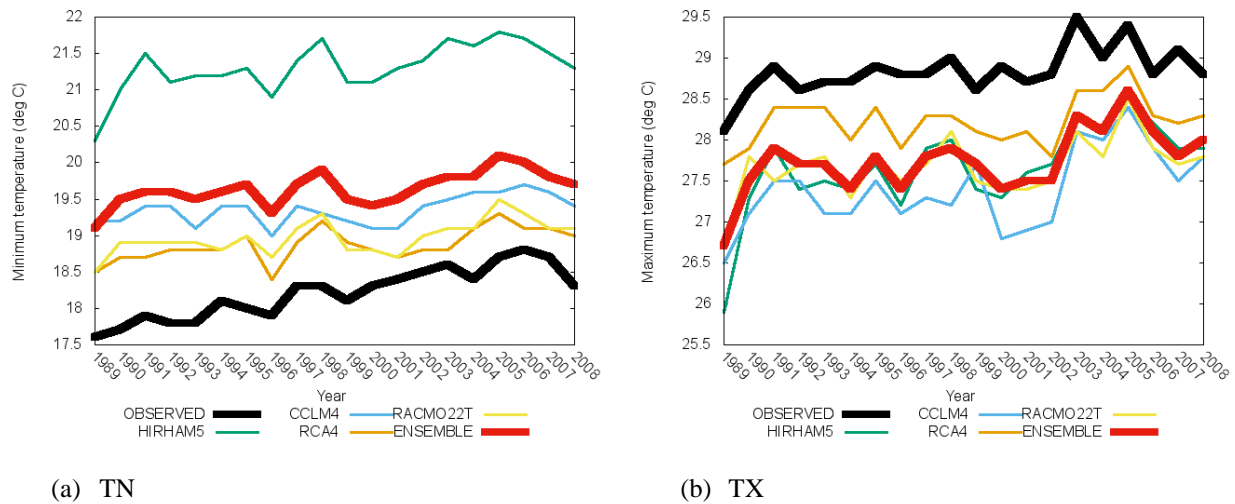 22
21.5
21
20.5
20
19.5
19
18.5
18
17.5
Minimum temperature (deg C)
1989 1990 1991 1992 1993 1994 1995 1996 1997 1998 1999 2000 2001 2002 2003 2004 2005 2006 2007 2008
Year
OBSERVED CCLM4 RACMO22T
HIRHAM5 RCA4 ENSEMBLE
(a) TN
29.5
29
28.5
28
27.5
27
26.5
26
25.5
Maximum temperature (deg C)
1989 1990 1991 1992 1993 1994 1995 1996 1997 1998 1999 2000 2001 2002 2003 2004 2005 2006 2007 2008
Year
OBSERVED CCLM4 RACMO22T
HIRHAM5 RCA4 ENSEMBLE
(b) TX